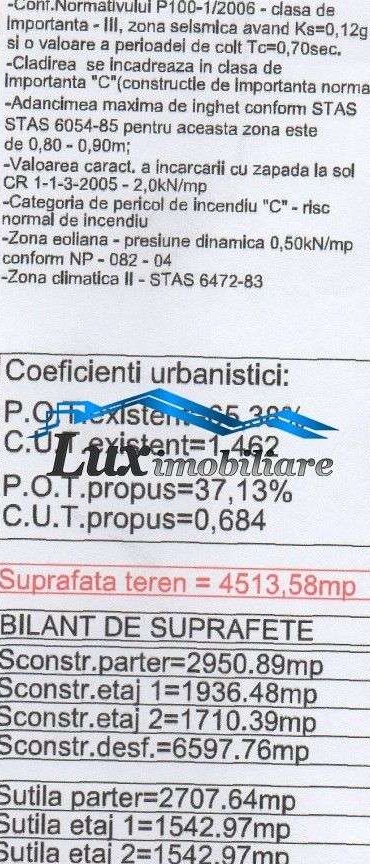 -Conf.Normativului P100-1/2006 - clasa de
importanta - III, zona seismica avand Ks=0,12g
si o valoare a perioadei de colt Tc=0,70sec.
-Cladirea se incadreaza in clasa de
importanta "C"(constructie de importanta norma
-Adancimea maxima de inghet conform STAS
STAS 6054-85 pentru aceasta zona este
de 0,80 - 0,90m;
-Valoarea caract. a incarcarii cu zapada la sol
CR 1-1-3-2005 - 2,0kN/mp
-Categoria de pericol de incendiu "C" - risc
normal de incendiu
-Zona eoliana - presiune dinamica 0,50kN/mp
conform NP - 082 - 04
-Zona climatica II - STAS 6472-83
Coeficienti urbanistici:
P.O.T.existent=65,38%
C.U.T.existent=1,462
Lux imobiliare
P.O.T.propus=37,13%
C.U.T.propus=0,684
Suprafata teren = 4513,58mp
BILANT DE SUPRAFETE
Sconstr.parter=2950.89mp
Sconstr.etaj 1=1936.48mp
Sconstr.etaj 2=1710.39mp
Sconstr.desf.=6597.76mp
Sutila parter=2707.64mp
Sutila etaj 1=1542.97mp
Sutila etaj 2=1542.97mp